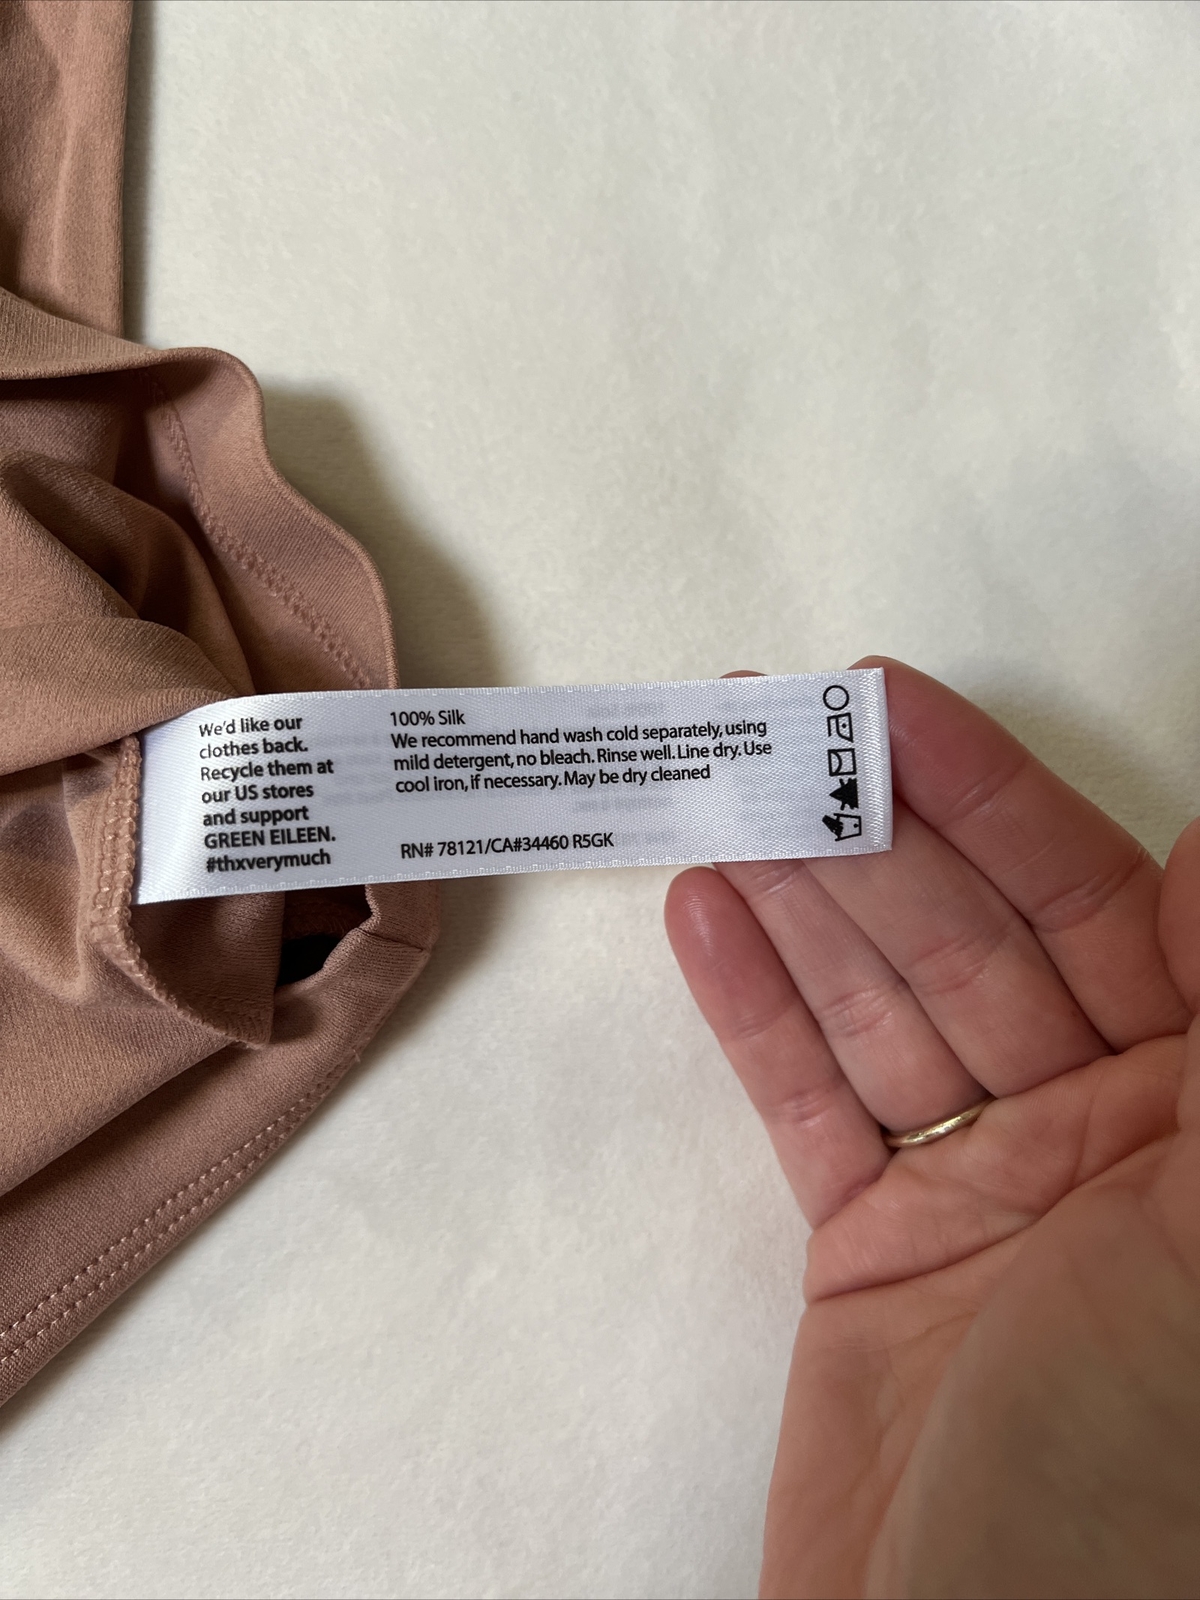 We'd like our
clothes back.
Recycle them at
our US stores
and support
GREEN EILEEN.
#thxverymuch
100% Silk
We recommend hand wash cold separately, using
mild detergent, no bleach. Rinse well. Line dry. Use
cool iron, if necessary. May be dry cleaned
RN# 78121/CA#34460 R5GK